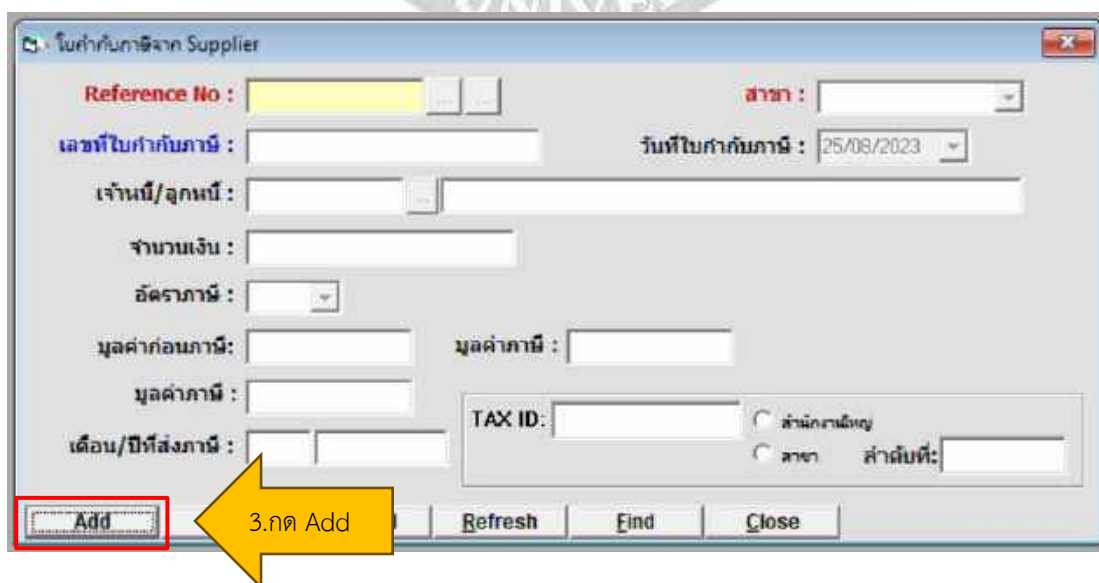 ใบกำกับภาษีจาก Supplier
Reference No : ... ... สาขา :
เลขที่ใบกำกับภาษี : วันที่ใบกำกับภาษี : 25/08/2023
เจ้าหนี้/ลูกหนี้ : ...
จำนวนเงิน :
อัตราภาษี :
มูลค่าก่อนภาษี: มูลค่าภาษี :
มูลค่าภาษี :
TAX ID: สำนักงานใหญ่
เดือน/ปีที่ส่งภาษี : สาขา ลำดับที่:
Add 3.กด Add Refresh Find Close